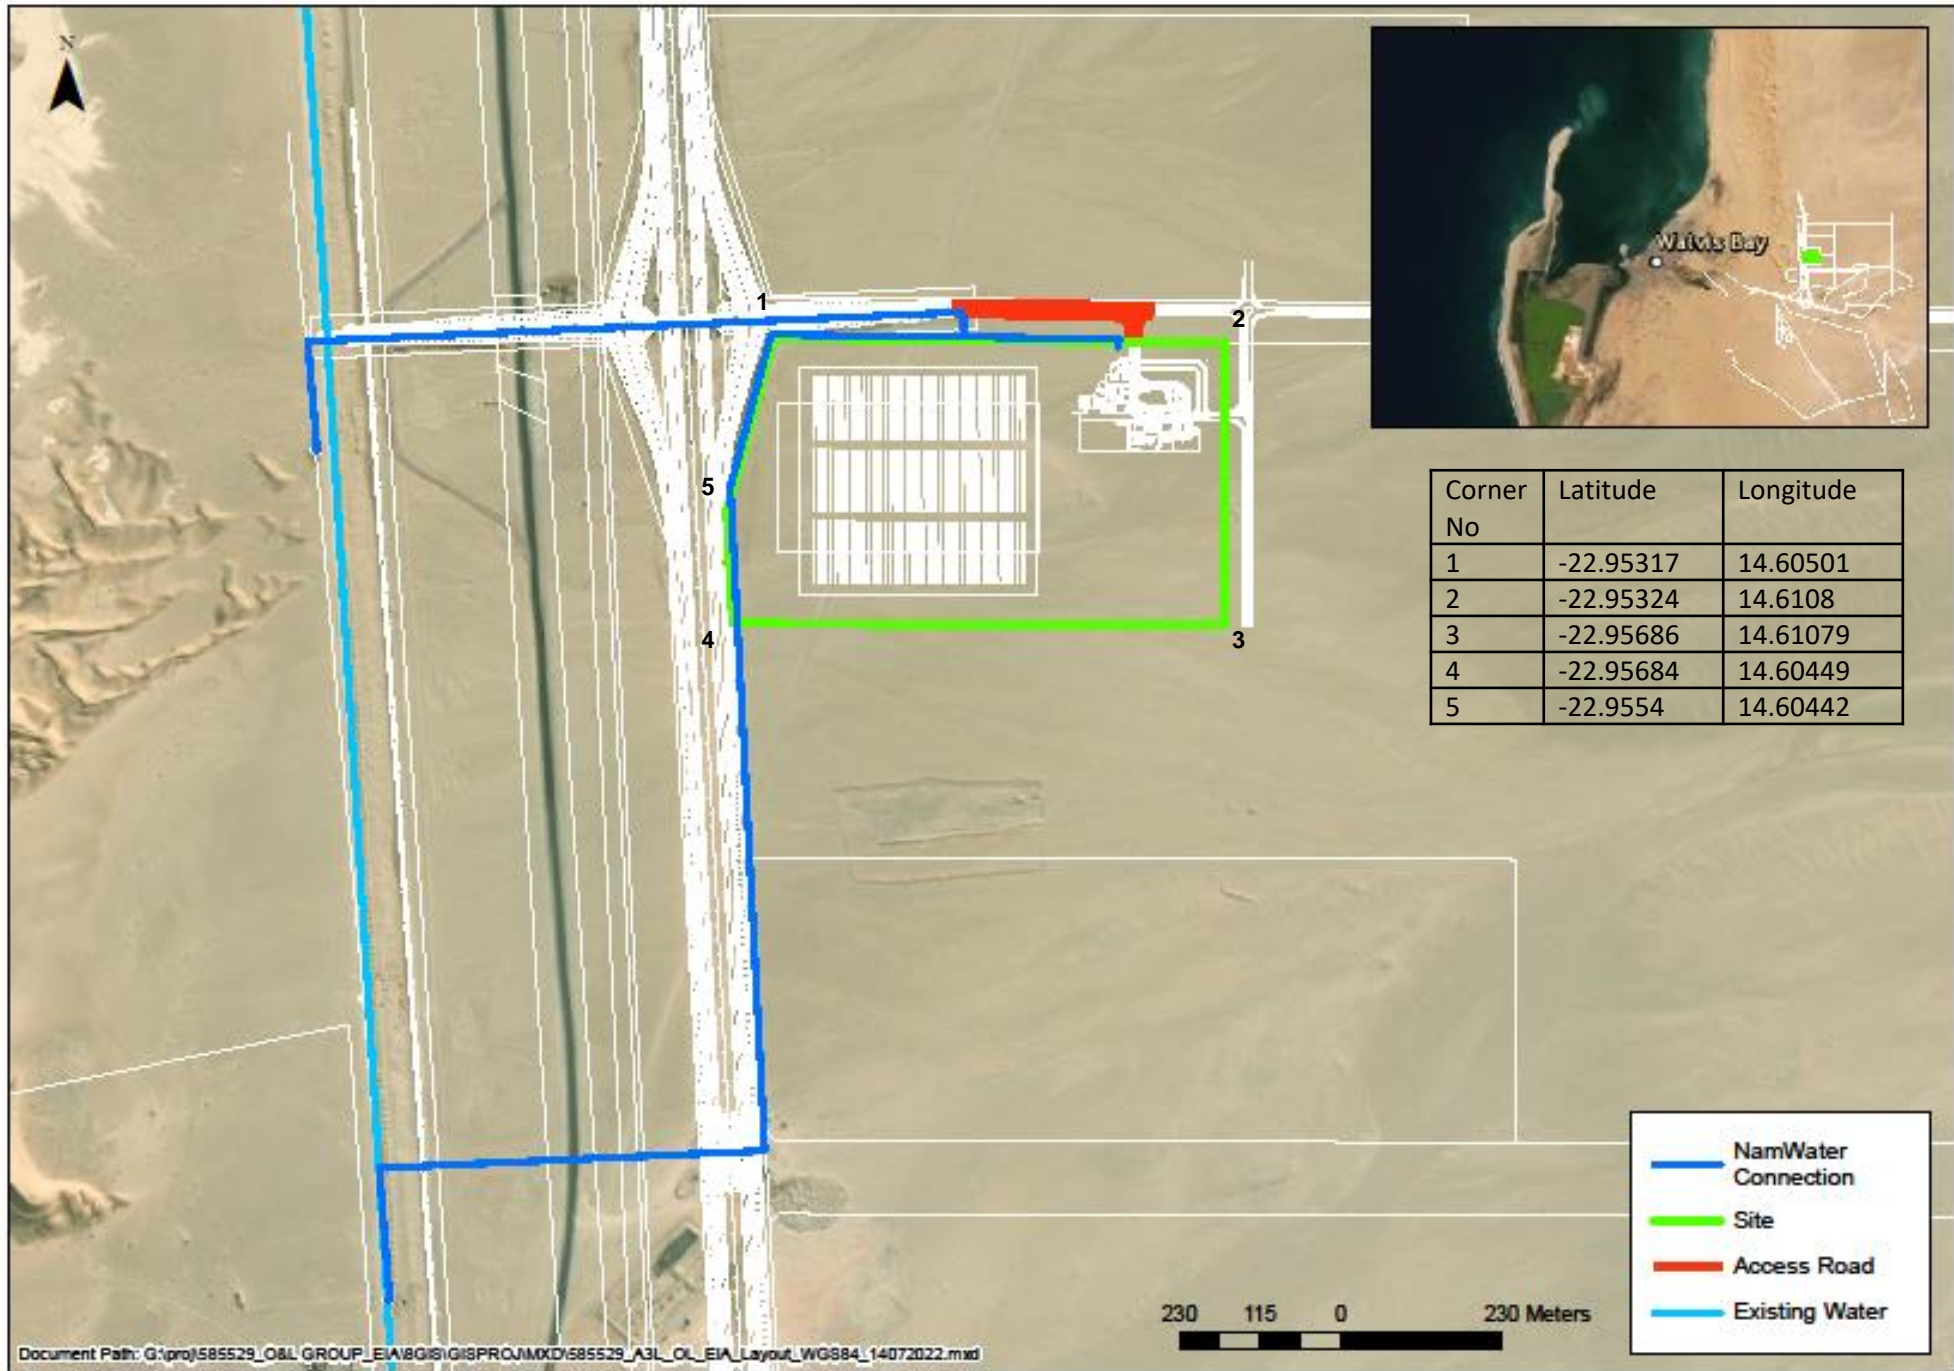 N
Walvis Bay
1
2
5
4
3
Corner No Latitude Longitude
1 -22.95317 14.60501
2 -22.95324 14.6108
3 -22.95686 14.61079
4 -22.95684 14.60449
5 -22.9554 14.60442
NamWater
Connection
Site
Access Road
Existing Water
230 115 0 230 Meters
Document Path: G:\proj\585529_O&L GROUP_EIA\8GIS\GISPROJ\MXD\585529_A3L_OL_EIA_Layout_WGS84_14072022.mxd